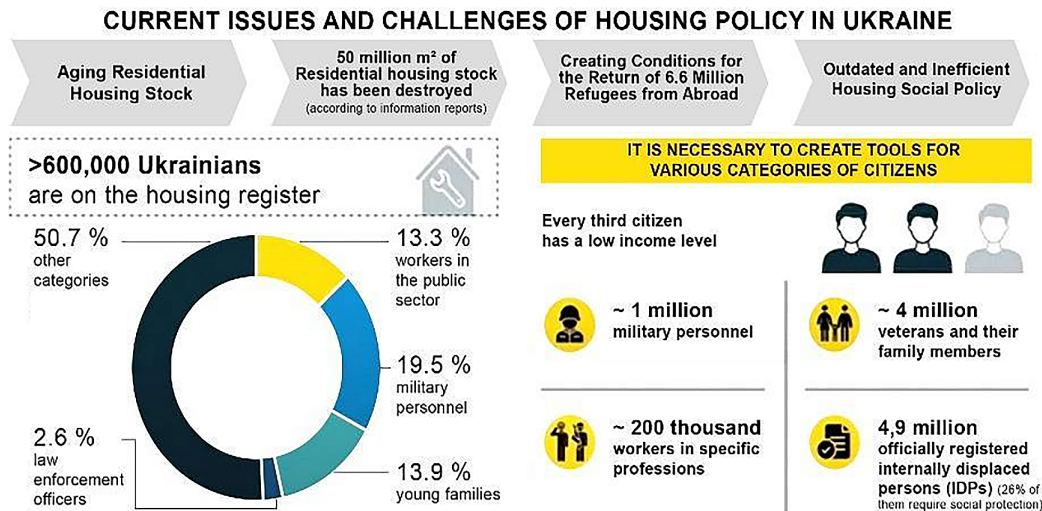 CURRENT ISSUES AND CHALLENGES OF HOUSING POLICY IN UKRAINE
Aging Residential
Housing Stock
50 million m² of
Residential housing stock
has been destroyed
(according to information reports)
Creating Conditions for
the Return of 6.6 Million
Refugees from Abroad
Outdated and Inefficient
Housing Social Policy
>600,000 Ukrainians
are on the housing register
50.7 %
other
categories
13.3 %
workers in
the public
sector
19.5 %
military
personnel
2.6 %
law
enforcement
officers
13.9 %
young families
IT IS NECESSARY TO CREATE TOOLS FOR
VARIOUS CATEGORIES OF CITIZENS
Every third citizen
has a low income level
~ 1 million
military personnel
~ 4 million
veterans and their
family members
~ 200 thousand
workers in specific
professions
4,9 million
officially registered
internally displaced
persons (IDPs) (26% of
them require social protection)